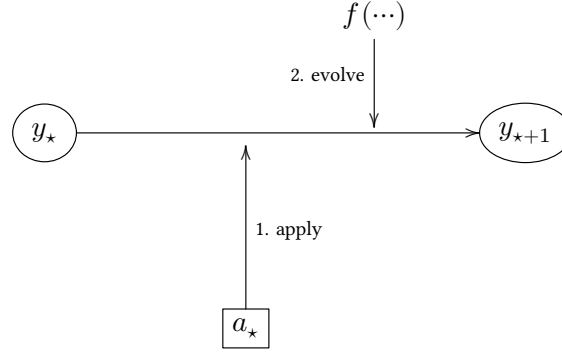 f(···)
2. evolve
y⋆
y⋆+1
1. apply
a⋆